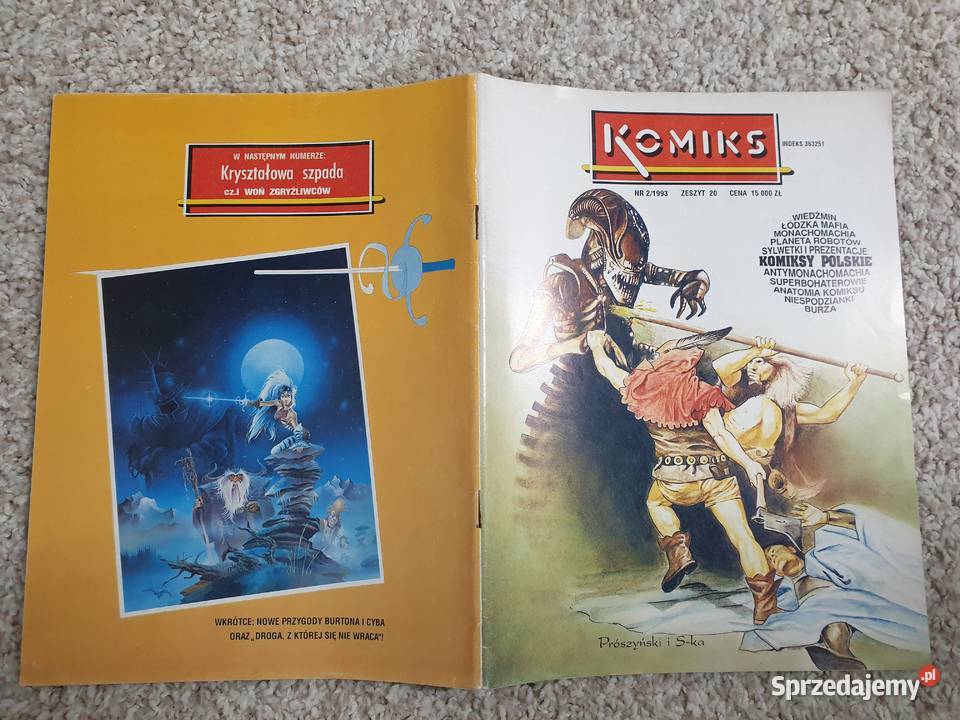 W NASTĘPNYM NUMERZE:
Kryształowa szpada
cz.I WOŃ ZGRYŹLIWCÓW
WKRÓTCE: NOWE PRZYGODY BURTONA I CYBA
ORAZ „DROGA, Z KTÓREJ SIĘ NIE WRACA"!
KOMIKS
INDEKS 363251
NR 2/1993 ZESZYT 20 CENA 15 000 ZŁ
WIEDŹMIN
ŁÓDZKA MAFIA
MONACHOMACHIA
PLANETA ROBOTÓW
SYLWETKI I PREZENTACJE
KOMIKSY POLSKIE
ANTYMONACHOMACHIA
SUPERBOHATEROWIE
ANATOMIA KOMIKSU
NIESPODZIANKI
BURZA
Prószyński i S-ka
Sprzedajemy.pl